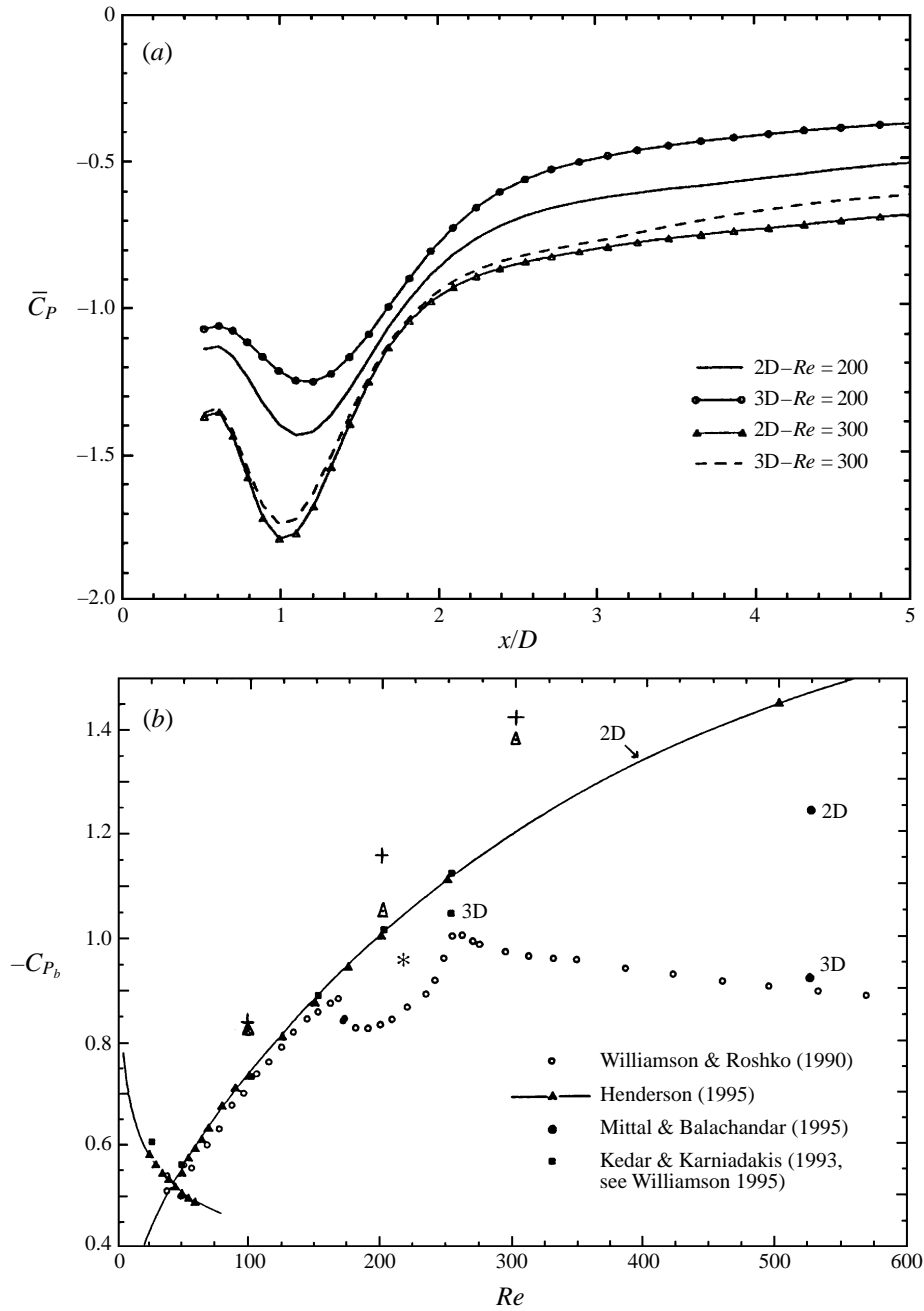 0
(a)
–0.5
–1.0
C̅P
–1.5
–2.0
2D–Re = 200
3D–Re = 200
2D–Re = 300
3D–Re = 300
0
1
2
3
4
5
x/D
(b)
1.4
1.2
1.0
–CPb
0.8
0.6
0.4
2D
2D
3D
3D
Williamson & Roshko (1990)
Henderson (1995)
Mittal & Balachandar (1995)
Kedar & Karniadakis (1993,
see Williamson 1995)
0
100
200
300
400
500
600
Re